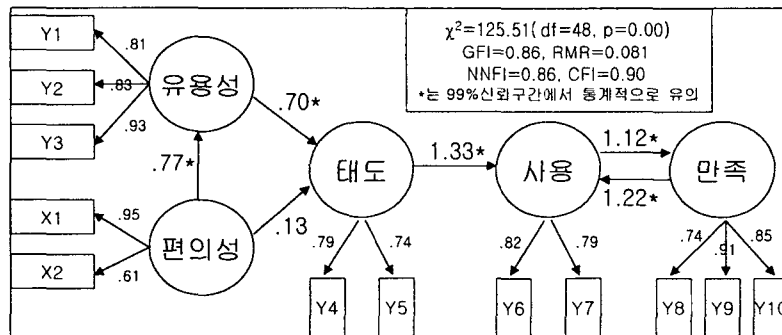 χ²=125.51( df=48, p=0.00)
GFI=0.86, RMR=0.081
NNFI=0.86, CFI=0.90
*는 99%신뢰구간에서 통계적으로 유의
Y1
.81
Y2
.83
유용성
Y3
.93
.70*
.77*
태도
1.33*
사용
1.12*
1.22*
만족
X1
.95
.13
편의성
X2
.61
.79
.74
.82
.79
.74
.91
.85
Y4
Y5
Y6
Y7
Y8
Y9
Y10